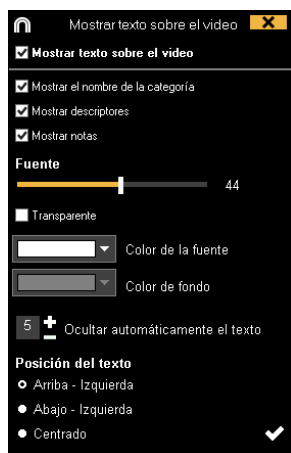 Mostrar texto sobre el video
Mostrar texto sobre el video
Mostrar el nombre de la categoría
Mostrar descriptores
Mostrar notas
Fuente
44
Transparente
Color de la fuente
Color de fondo
5 Ocultar automáticamente el texto
Posición del texto
Arriba - Izquierda
Abajo - Izquierda
Centrado